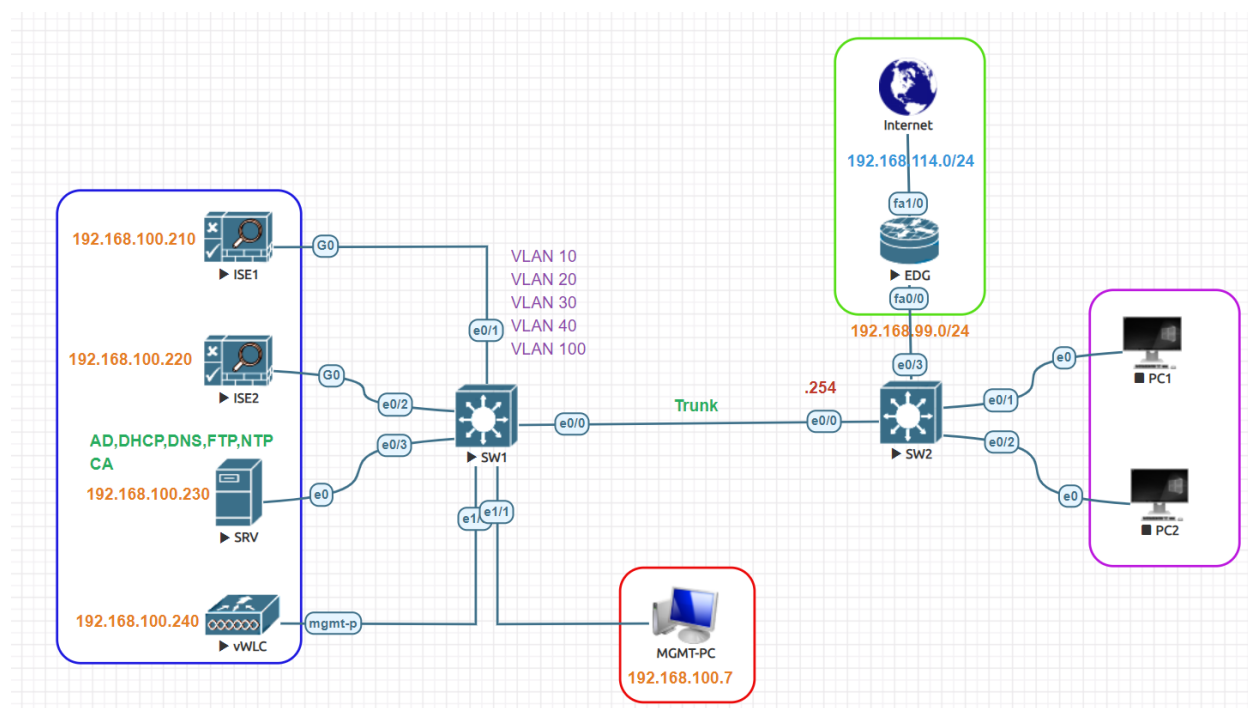 Internet
192.168.114.0/24
fa1/0
EDG
fa0/0
192.168.99.0/24
e0/3
192.168.100.210
G0
ISE1
VLAN 10
VLAN 20
VLAN 30
VLAN 40
VLAN 100
e0/1
192.168.100.220
G0
ISE2
e0/2
AD,DHCP,DNS,FTP,NTP
CA
192.168.100.230
e0
SRV
e0/3
SW1
e0/0
Trunk
.254
e0/0
SW2
e0/1
e0
PC1
e0/2
e0
PC2
e1/1
192.168.100.240
mgmt-p
vWLC
MGMT-PC
192.168.100.7